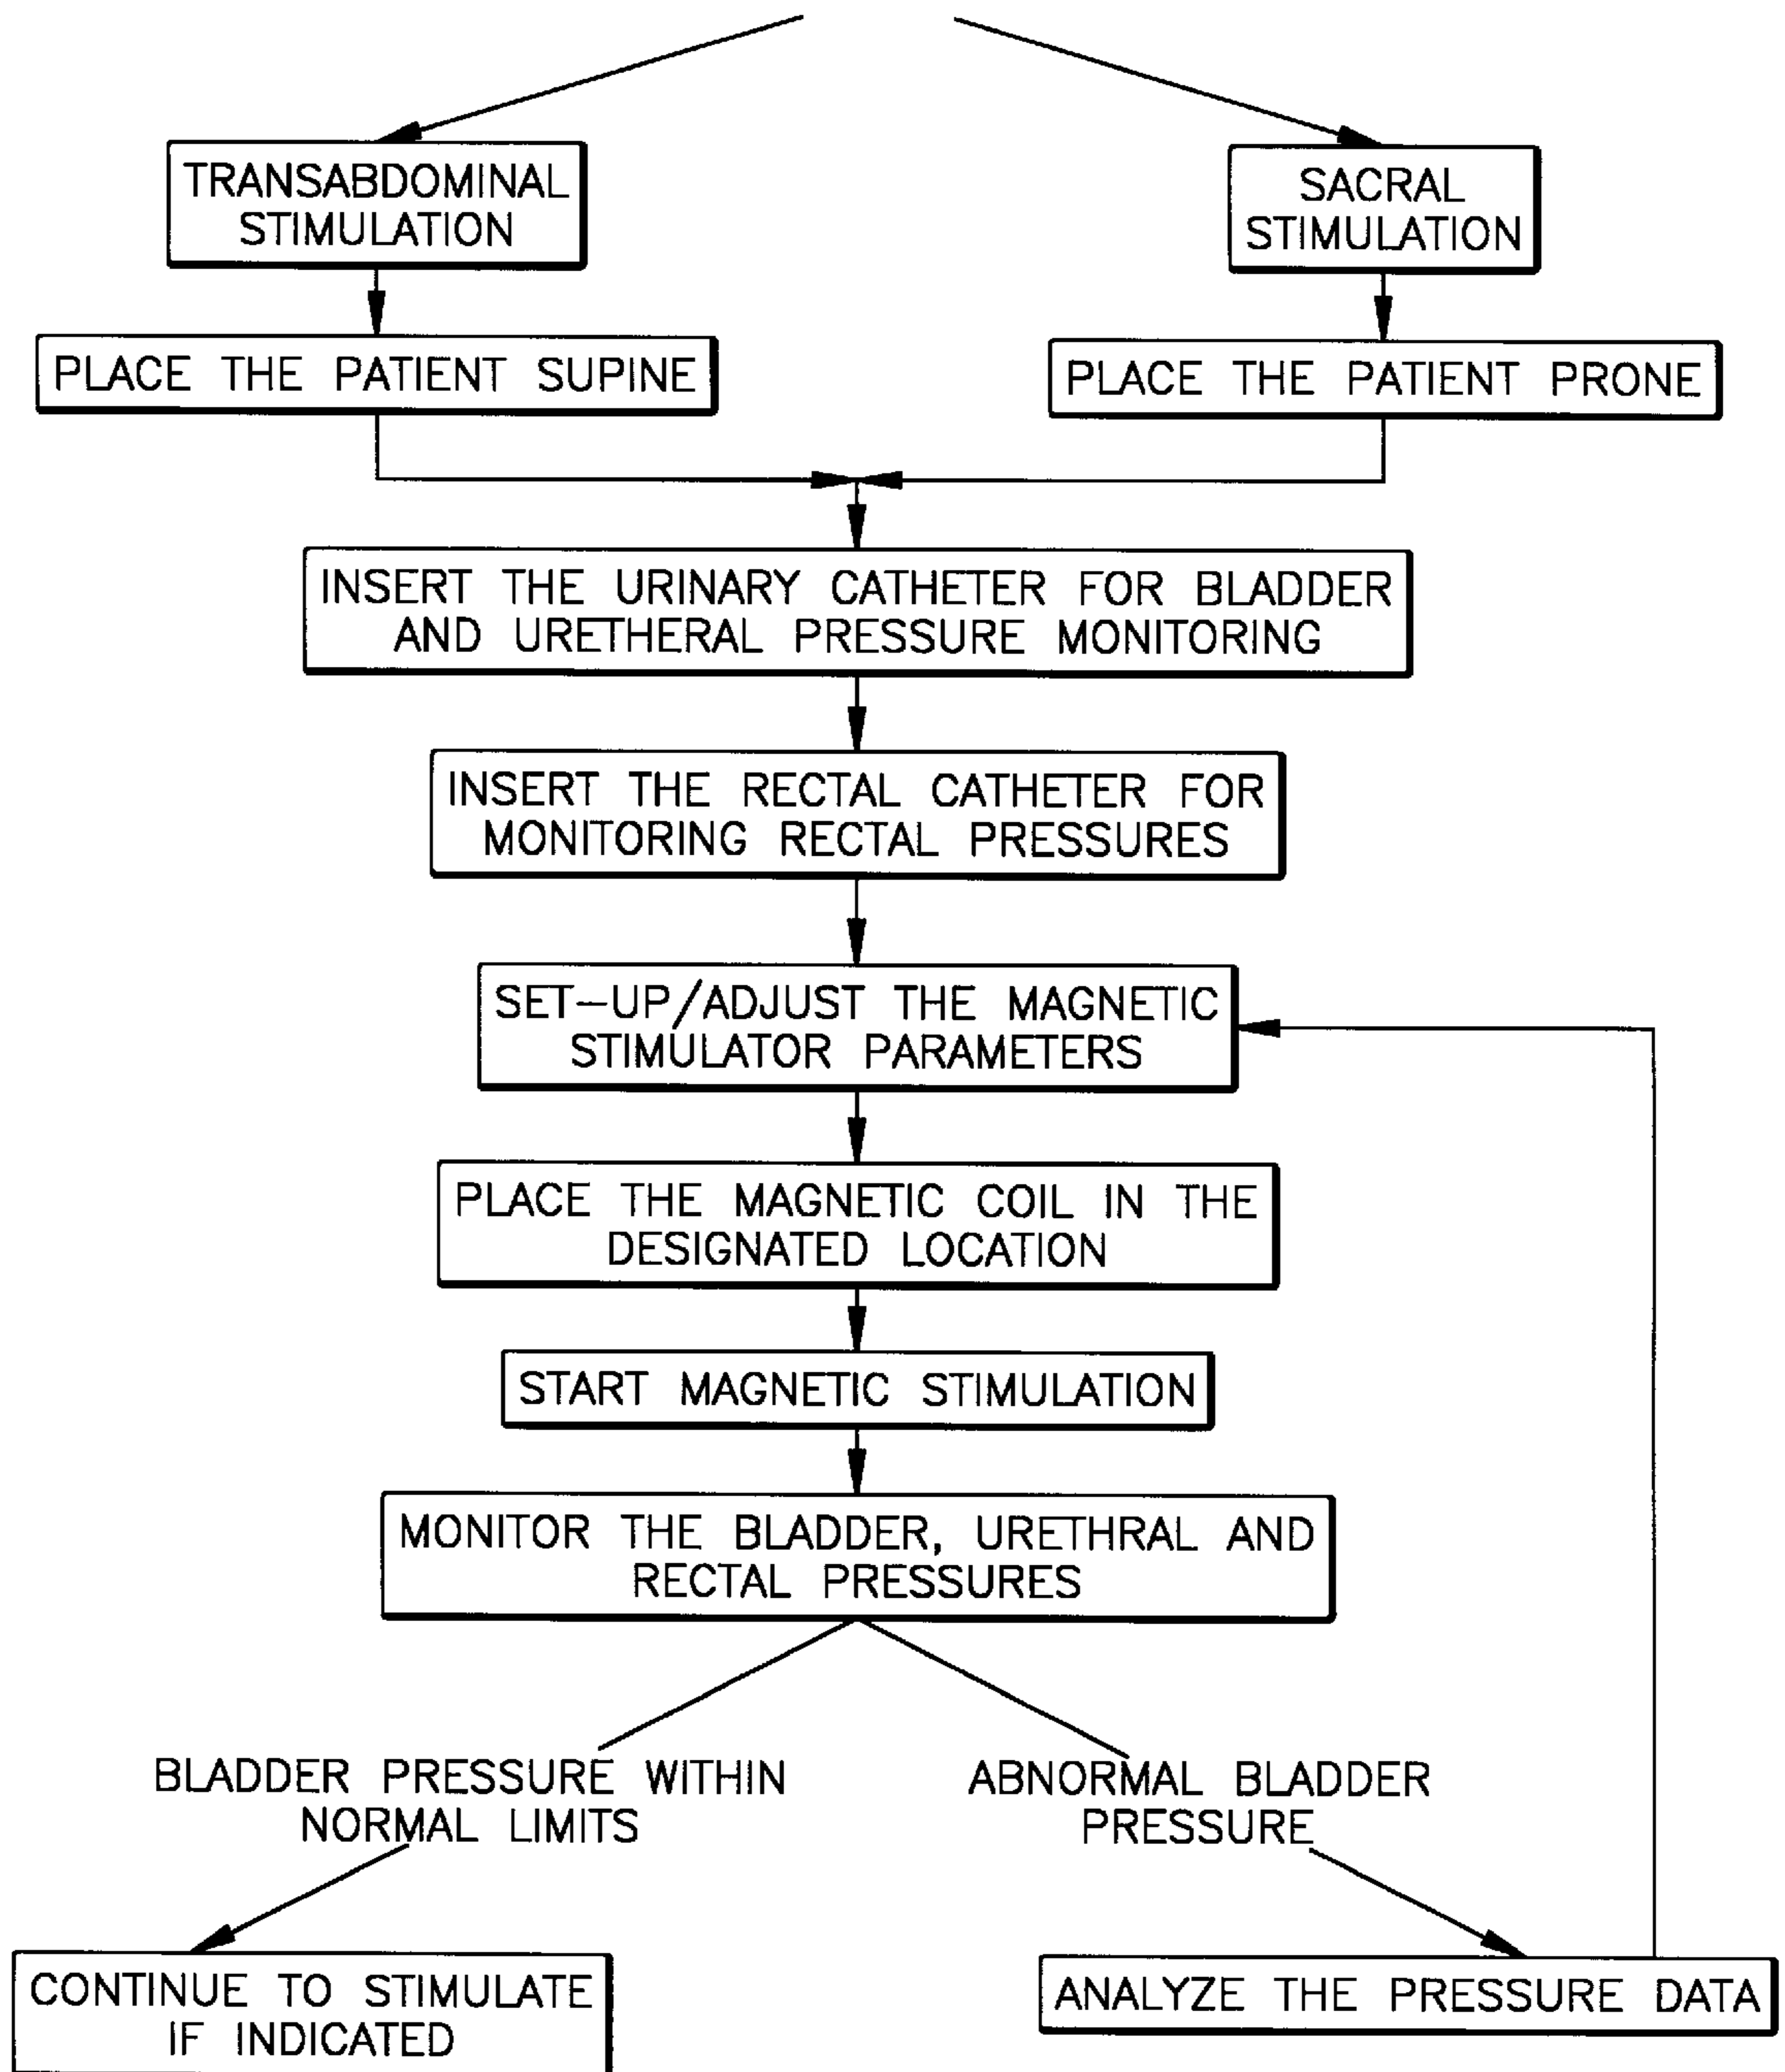 TRANSABDOMINAL
STIMULATION
SACRAL
STIMULATION
PLACE THE PATIENT SUPINE
PLACE THE PATIENT PRONE
INSERT THE URINARY CATHETER FOR BLADDER
AND URETHERAL PRESSURE MONITORING
INSERT THE RECTAL CATHETER FOR
MONITORING RECTAL PRESSURES
SET-UP/ADJUST THE MAGNETIC
STIMULATOR PARAMETERS
PLACE THE MAGNETIC COIL IN THE
DESIGNATED LOCATION
START MAGNETIC STIMULATION
MONITOR THE BLADDER, URETHRAL AND
RECTAL PRESSURES
BLADDER PRESSURE WITHIN
NORMAL LIMITS
ABNORMAL BLADDER
PRESSURE
CONTINUE TO STIMULATE
IF INDICATED
ANALYZE THE PRESSURE DATA